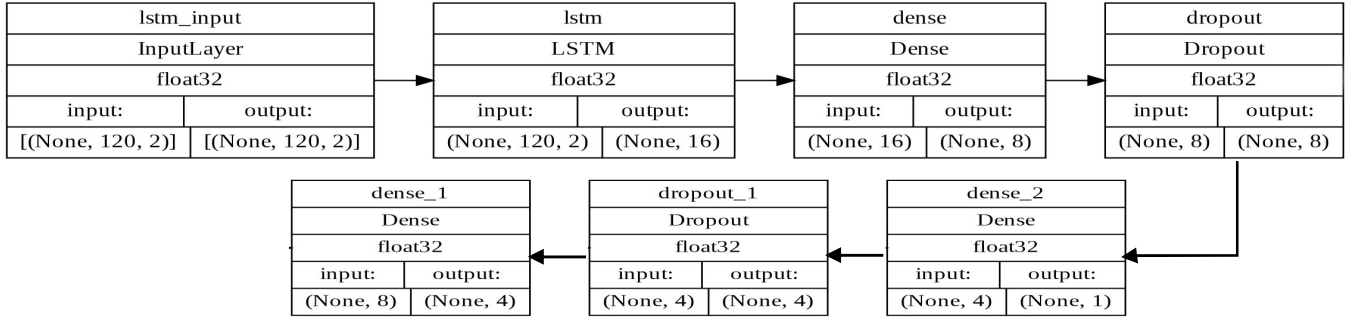 lstm_input
InputLayer
float32
input: output:
[(None, 120, 2)] [(None, 120, 2)]
lstm
LSTM
float32
input: output:
(None, 120, 2) (None, 16)
dense
Dense
float32
input: output:
(None, 16) (None, 8)
dropout
Dropout
float32
input: output:
(None, 8) (None, 8)
dense_1
Dense
float32
input: output:
(None, 8) (None, 4)
dropout_1
Dropout
float32
input: output:
(None, 4) (None, 4)
dense_2
Dense
float32
input: output:
(None, 4) (None, 1)